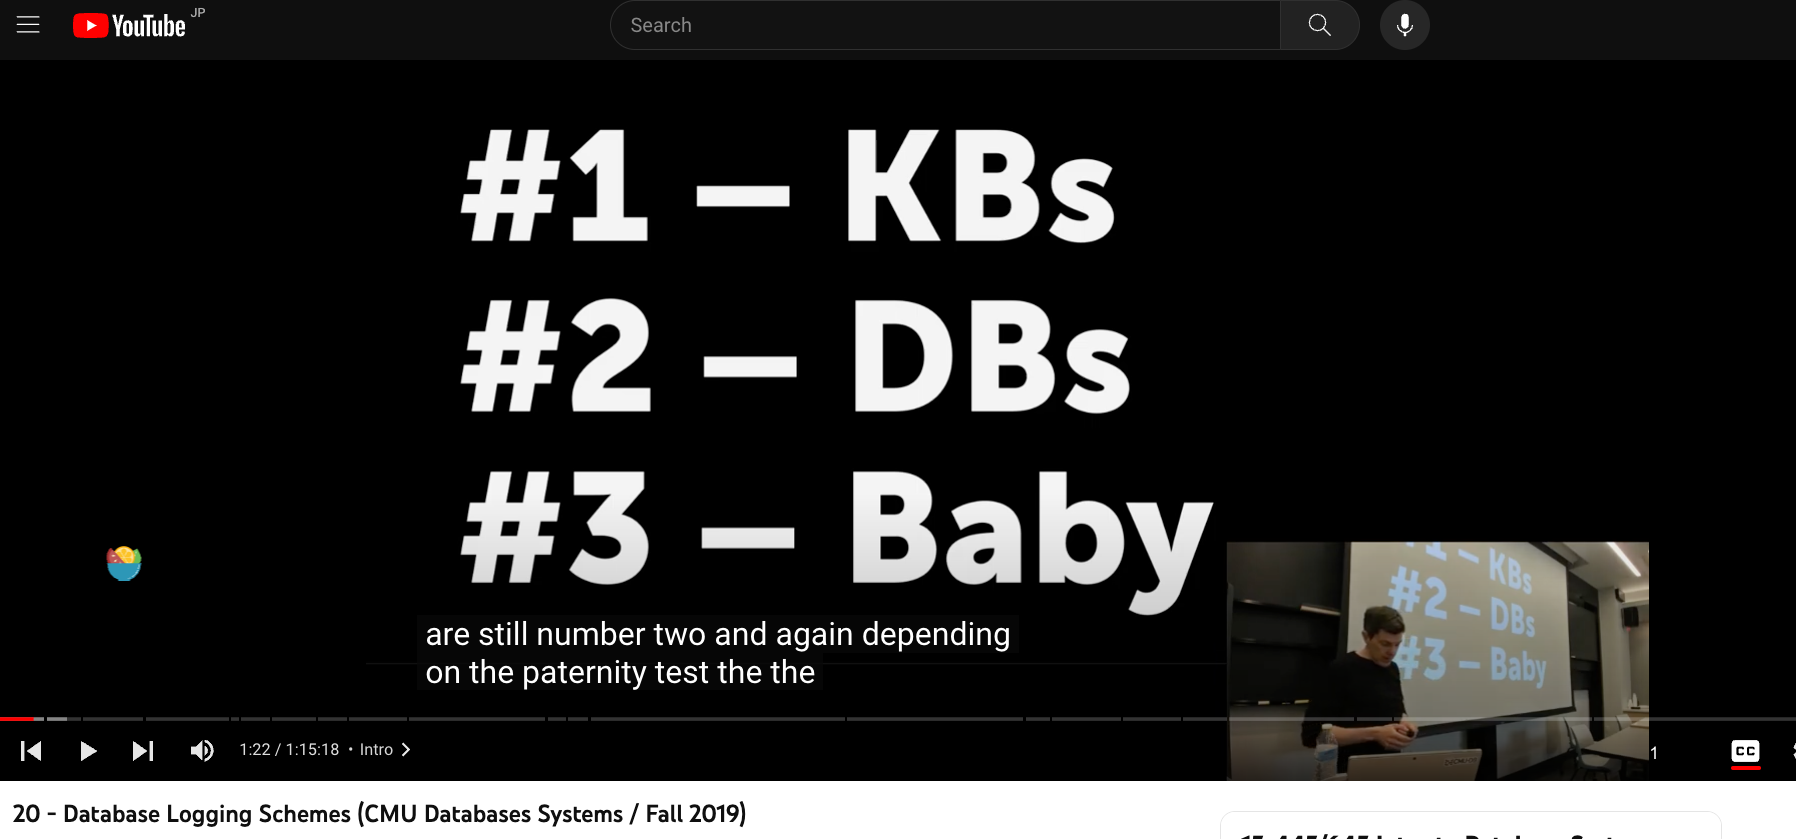 YouTube JP
Search
#1 – KBs
#2 – DBs
#3 – Baby
are still number two and again depending
on the paternity test the the
#1 – KBs
#2 – DBs
#3 – Baby
1:22 / 1:15:18 • Intro
1
CC
20 - Database Logging Schemes (CMU Databases Systems / Fall 2019)